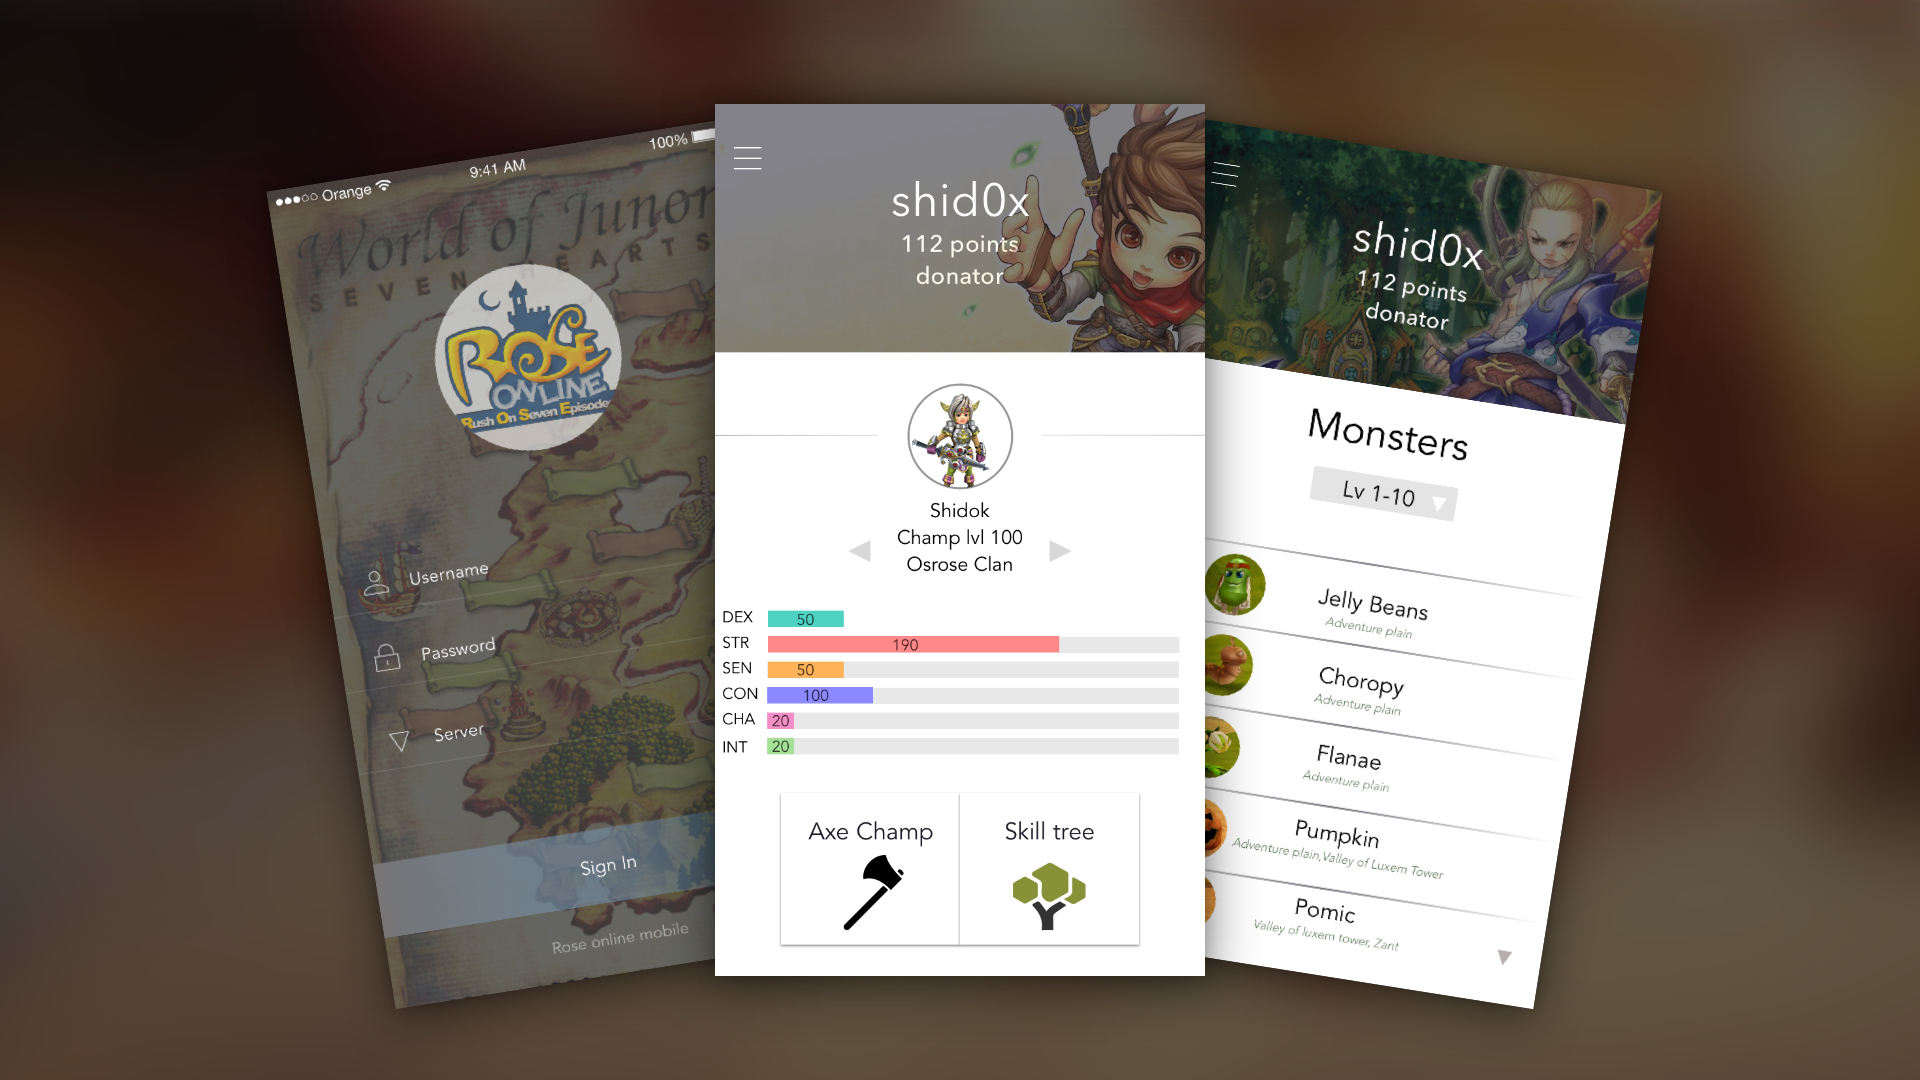 Orange
9:41 AM
100%
World of Junon
SEVEN HEARTS
ROSE
ONLINE
Rush On Seven Episode
Username
Password
Server
Sign In
Rose online mobile
shid0x
112 points
donator
Shidok
Champ lvl 100
Osrose Clan
DEX 50
STR 190
SEN 50
CON 100
CHA 20
INT 20
Axe Champ
Skill tree
shid0x
112 points
donator
Monsters
Lv 1-10
Jelly Beans
Adventure plain
Choropy
Adventure plain
Flanae
Adventure plain
Pumpkin
Adventure plain,Valley of Luxem Tower
Pomic
Valley of luxem tower, Zant